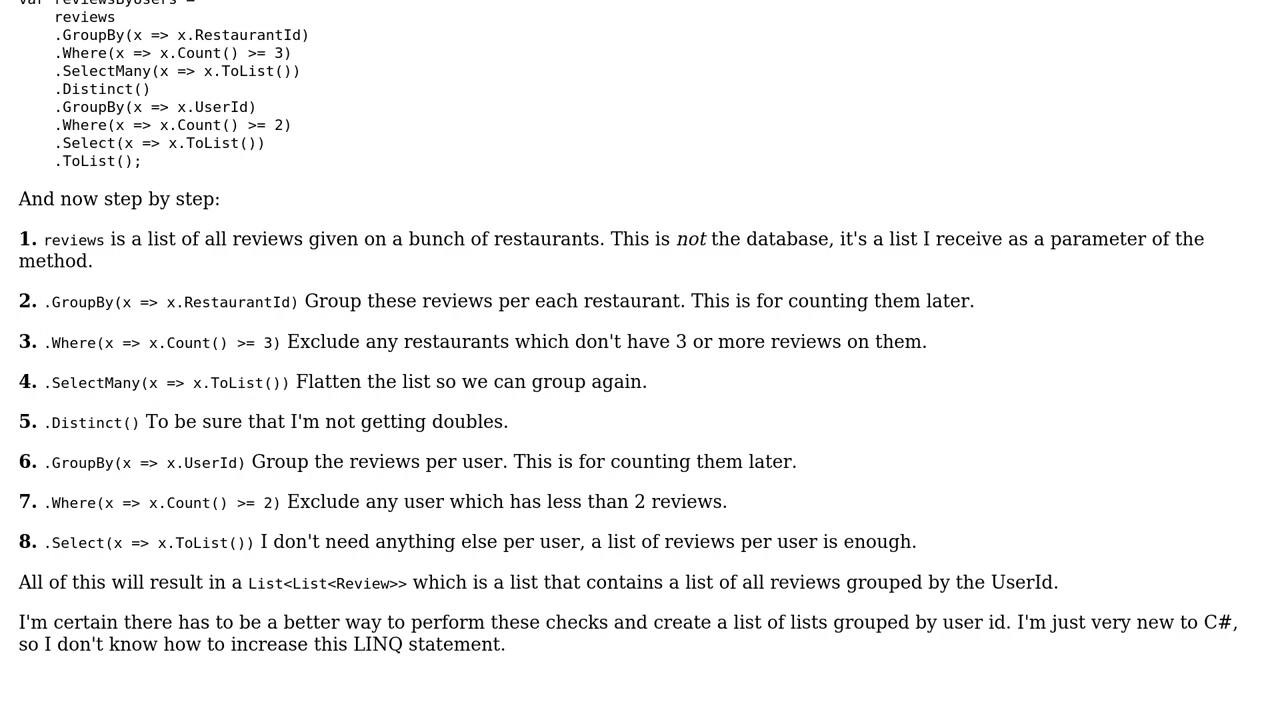 var reviewsByUsers =
    reviews
    .GroupBy(x => x.RestaurantId)
    .Where(x => x.Count() >= 3)
    .SelectMany(x => x.ToList())
    .Distinct()
    .GroupBy(x => x.UserId)
    .Where(x => x.Count() >= 2)
    .Select(x => x.ToList())
    .ToList();
And now step by step:
1. reviews is a list of all reviews given on a bunch of restaurants. This is not the database, it's a list I receive as a parameter of the
method.
2. .GroupBy(x => x.RestaurantId) Group these reviews per each restaurant. This is for counting them later.
3. .Where(x => x.Count() >= 3) Exclude any restaurants which don't have 3 or more reviews on them.
4. .SelectMany(x => x.ToList()) Flatten the list so we can group again.
5. .Distinct() To be sure that I'm not getting doubles.
6. .GroupBy(x => x.UserId) Group the reviews per user. This is for counting them later.
7. .Where(x => x.Count() >= 2) Exclude any user which has less than 2 reviews.
8. .Select(x => x.ToList()) I don't need anything else per user, a list of reviews per user is enough.
All of this will result in a List<List<Review>> which is a list that contains a list of all reviews grouped by the UserId.
I'm certain there has to be a better way to perform these checks and create a list of lists grouped by user id. I'm just very new to C#,
so I don't know how to increase this LINQ statement.